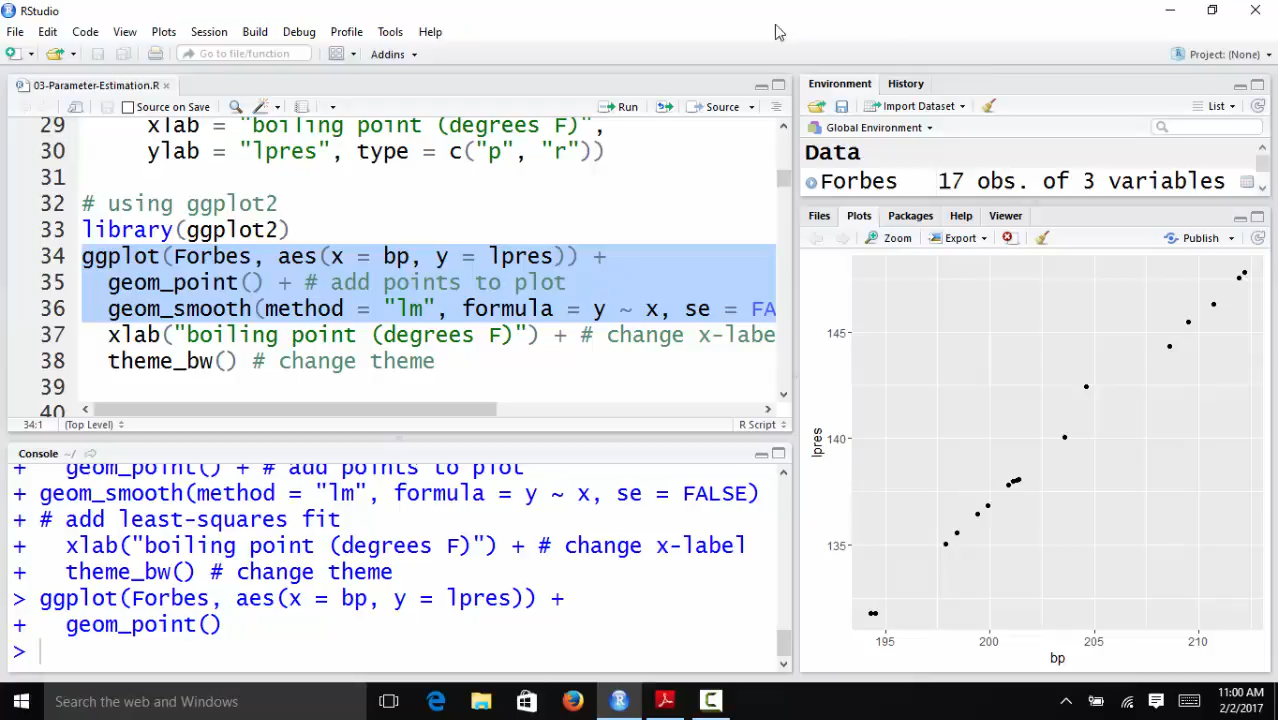 RStudio
File Edit Code View Plots Session Build Debug Profile Tools Help
Go to file/function Addins Project: (None)
03-Parameter-Estimation.R
Source on Save Run Source
29 xlab = "boiling point (degrees F)",
30 ylab = "lpres", type = c("p", "r"))
31
32 # using ggplot2
33 library(ggplot2)
34 ggplot(Forbes, aes(x = bp, y = lpres)) +
35 geom_point() + # add points to plot
36 geom_smooth(method = "lm", formula = y ~ x, se = FA
37 xlab("boiling point (degrees F)") + # change x-labe
38 theme_bw() # change theme
39
40
34:1 (Top Level) R Script
Console ~/
+ geom_point() + # add points to plot
+ geom_smooth(method = "lm", formula = y ~ x, se = FALSE)
+ # add least-squares fit
+ xlab("boiling point (degrees F)") + # change x-label
+ theme_bw() # change theme
> ggplot(Forbes, aes(x = bp, y = lpres)) +
+ geom_point()
>
Environment History
Import Dataset List
Global Environment
Data
Forbes 17 obs. of 3 variables
Files Plots Packages Help Viewer
Zoom Export Publish
145
140
135
lpres
195 200 205 210
bp
Search the web and Windows
11:00 AM
2/2/2017